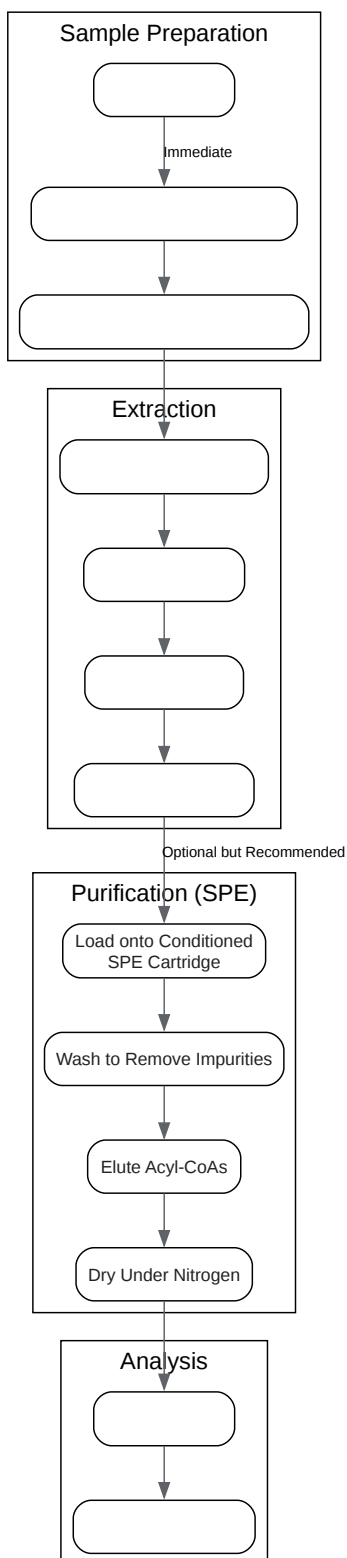 Sample Preparation
Immediate
Extraction
Optional but Recommended
Purification (SPE)
Load onto Conditioned
SPE Cartridge
Wash to Remove Impurities
Elute Acyl-CoAs
Dry Under Nitrogen
Analysis